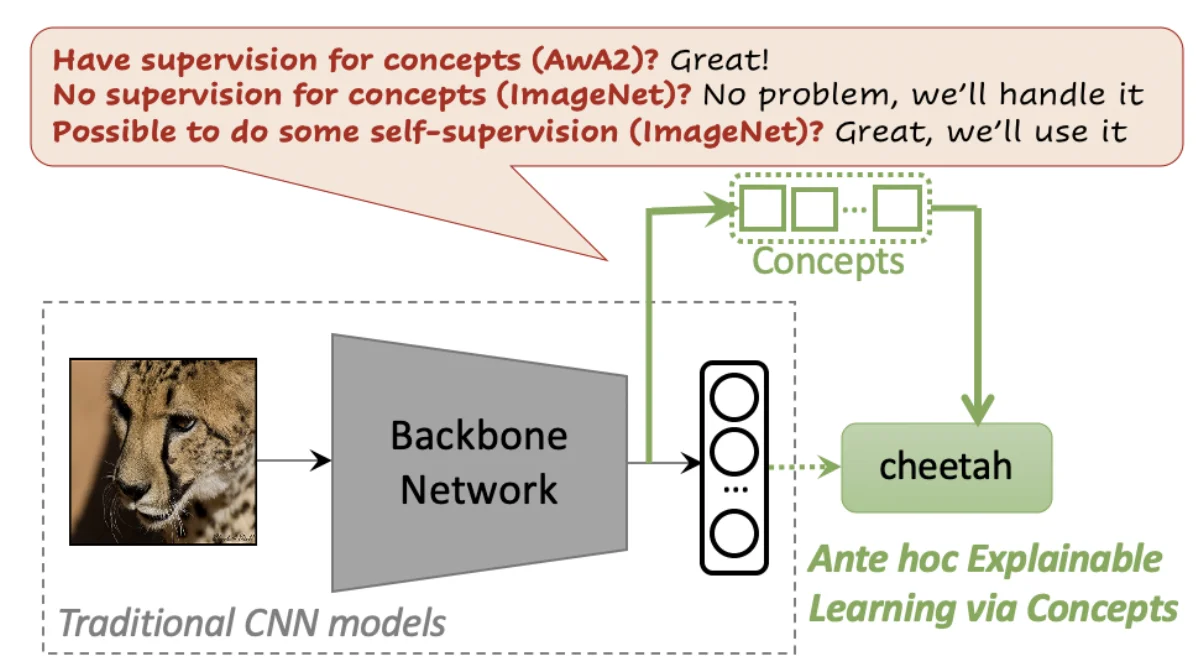 Have supervision for concepts (AwA2)? Great!
No supervision for concepts (ImageNet)? No problem, we'll handle it
Possible to do some self-supervision (ImageNet)? Great, we'll use it
...
Concepts
Backbone
Network
...
cheetah
Ante hoc Explainable
Learning via Concepts
Traditional CNN models